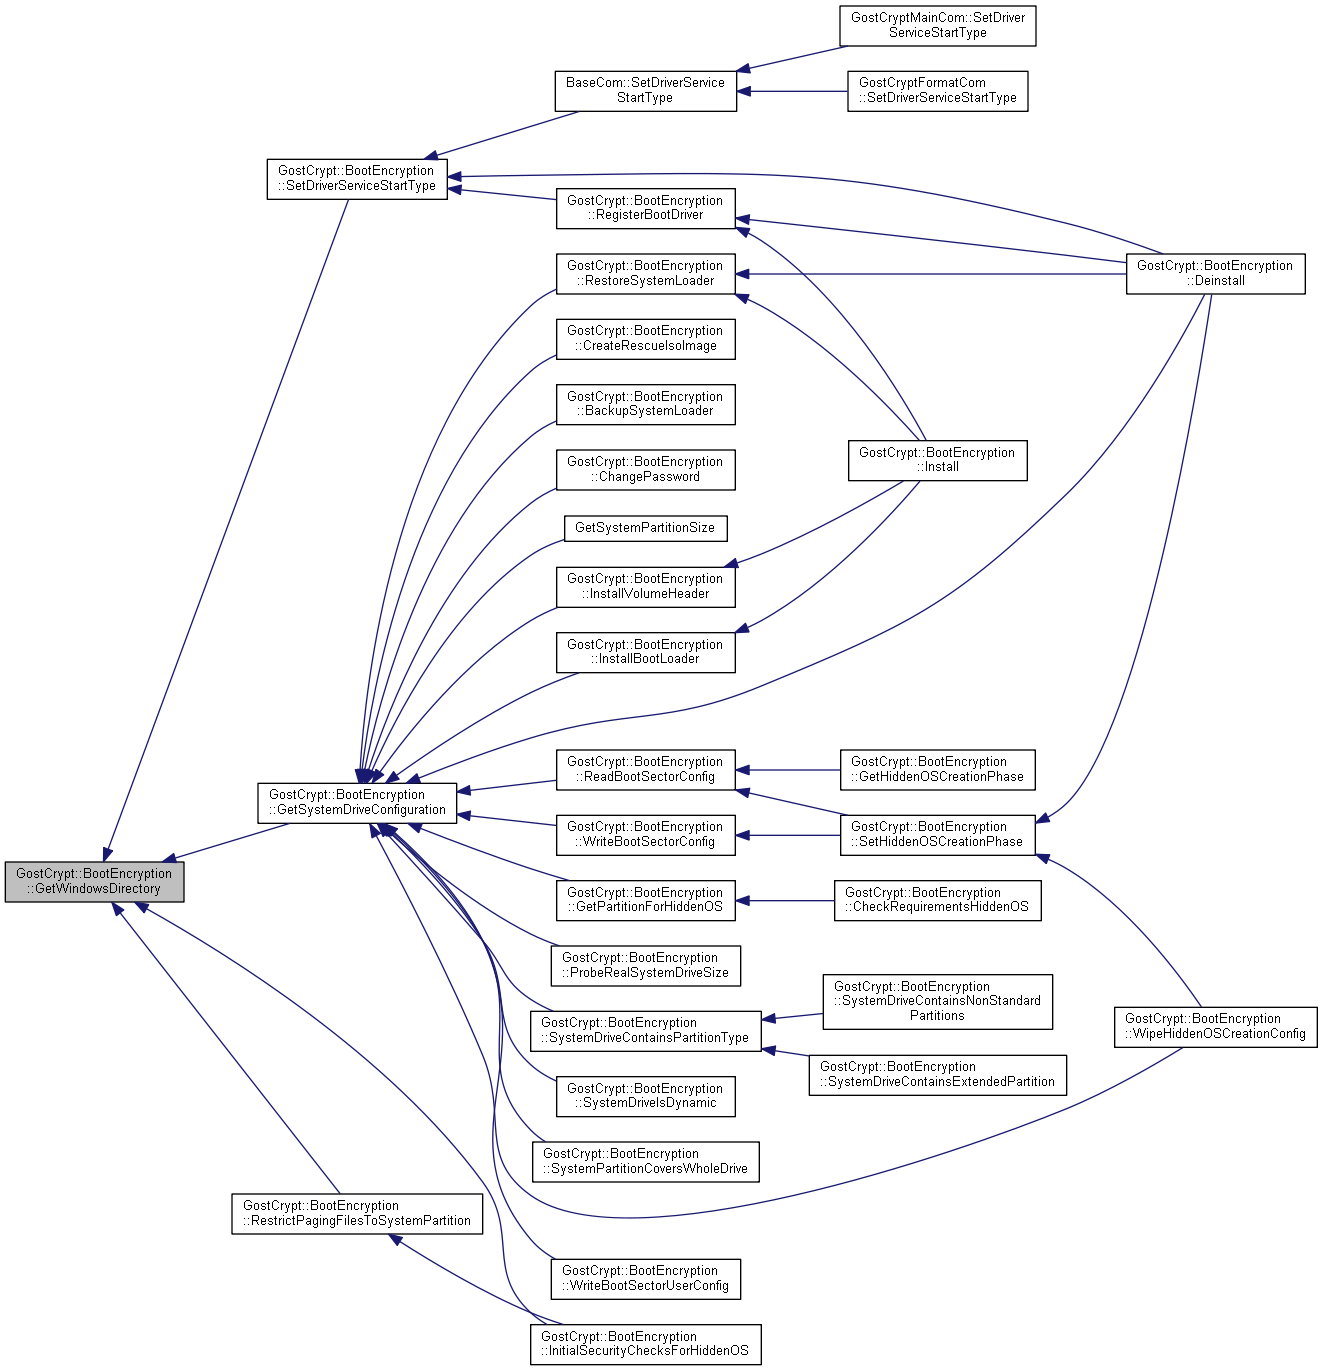 GostCryptMainCom::SetDriver
ServiceStartType
BaseCom::SetDriverService
StartType
GostCryptFormatCom
::SetDriverServiceStartType
GostCrypt::BootEncryption
::SetDriverServiceStartType
GostCrypt::BootEncryption
::RegisterBootDriver
GostCrypt::BootEncryption
::RestoreSystemLoader
GostCrypt::BootEncryption
::Deinstall
GostCrypt::BootEncryption
::CreateRescueIsoImage
GostCrypt::BootEncryption
::BackupSystemLoader
GostCrypt::BootEncryption
::ChangePassword
GostCrypt::BootEncryption
::Install
GetSystemPartitionSize
GostCrypt::BootEncryption
::InstallVolumeHeader
GostCrypt::BootEncryption
::InstallBootLoader
GostCrypt::BootEncryption
::ReadBootSectorConfig
GostCrypt::BootEncryption
::GetHiddenOSCreationPhase
GostCrypt::BootEncryption
::GetSystemDriveConfiguration
GostCrypt::BootEncryption
::WriteBootSectorConfig
GostCrypt::BootEncryption
::SetHiddenOSCreationPhase
GostCrypt::BootEncryption
::GetWindowsDirectory
GostCrypt::BootEncryption
::GetPartitionForHiddenOS
GostCrypt::BootEncryption
::CheckRequirementsHiddenOS
GostCrypt::BootEncryption
::ProbeRealSystemDriveSize
GostCrypt::BootEncryption
::SystemDriveContainsNonStandard
Partitions
GostCrypt::BootEncryption
::SystemDriveContainsPartitionType
GostCrypt::BootEncryption
::WipeHiddenOSCreationConfig
GostCrypt::BootEncryption
::SystemDriveContainsExtendedPartition
GostCrypt::BootEncryption
::SystemDriveIsDynamic
GostCrypt::BootEncryption
::SystemPartitionCoversWholeDrive
GostCrypt::BootEncryption
::RestrictPagingFilesToSystemPartition
GostCrypt::BootEncryption
::WriteBootSectorUserConfig
GostCrypt::BootEncryption
::InitialSecurityChecksForHiddenOS